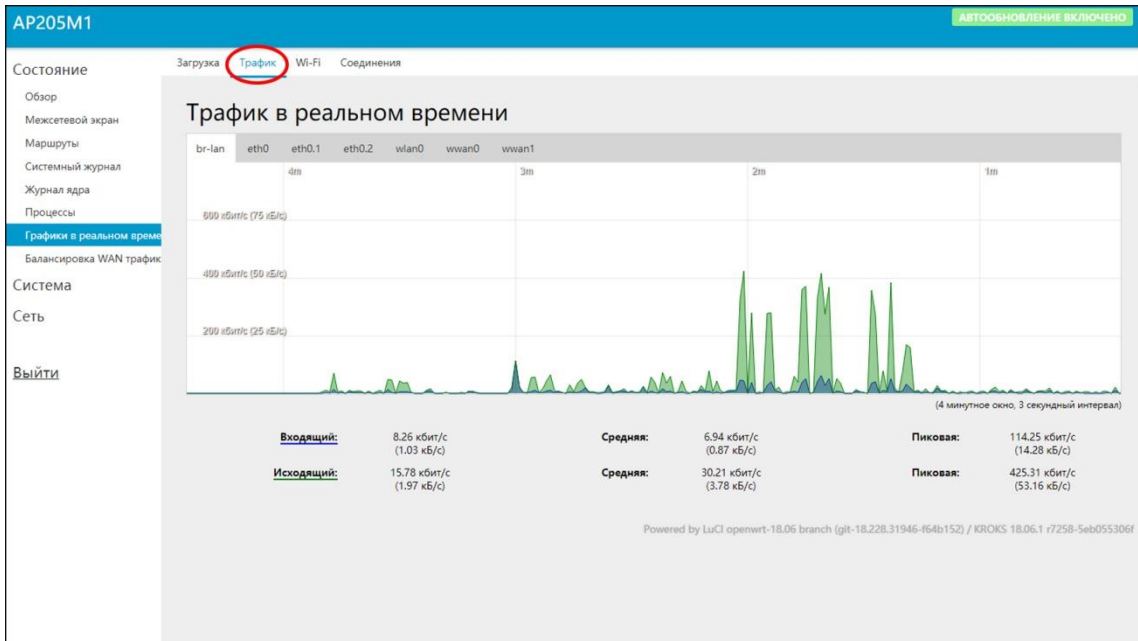 AP205M1
АВТООБНОВЛЕНИЕ ВКЛЮЧЕНО
Состояние
Обзор
Межсетевой экран
Маршруты
Системный журнал
Журнал ядра
Процессы
Графики в реальном време
Балансировка WAN трафик
Система
Сеть
Выйти
Загрузка Трафик Wi-Fi Соединения
Трафик в реальном времени
br-lan eth0 eth0.1 eth0.2 wlan0 wwan0 wwan1
4m 3m 2m 1m
600 кбит/с (75 кБ/с)
400 кбит/с (50 кБ/с)
200 кбит/с (25 кБ/с)
(4 минутное окно, 3 секундный интервал)
Входящий: 8.26 кбит/с Средняя: 6.94 кбит/с Пиковая: 114.25 кбит/с
(1.03 кБ/с) (0.87 кБ/с) (14.28 кБ/с)
Исходящий: 15.78 кбит/с Средняя: 30.21 кбит/с Пиковая: 425.31 кбит/с
(1.97 кБ/с) (3.78 кБ/с) (53.16 кБ/с)
Powered by LuCI openwrt-18.06 branch (git-18.228.31946-f64b152) / KROKS 18.06.1 r7258-5eb055306f